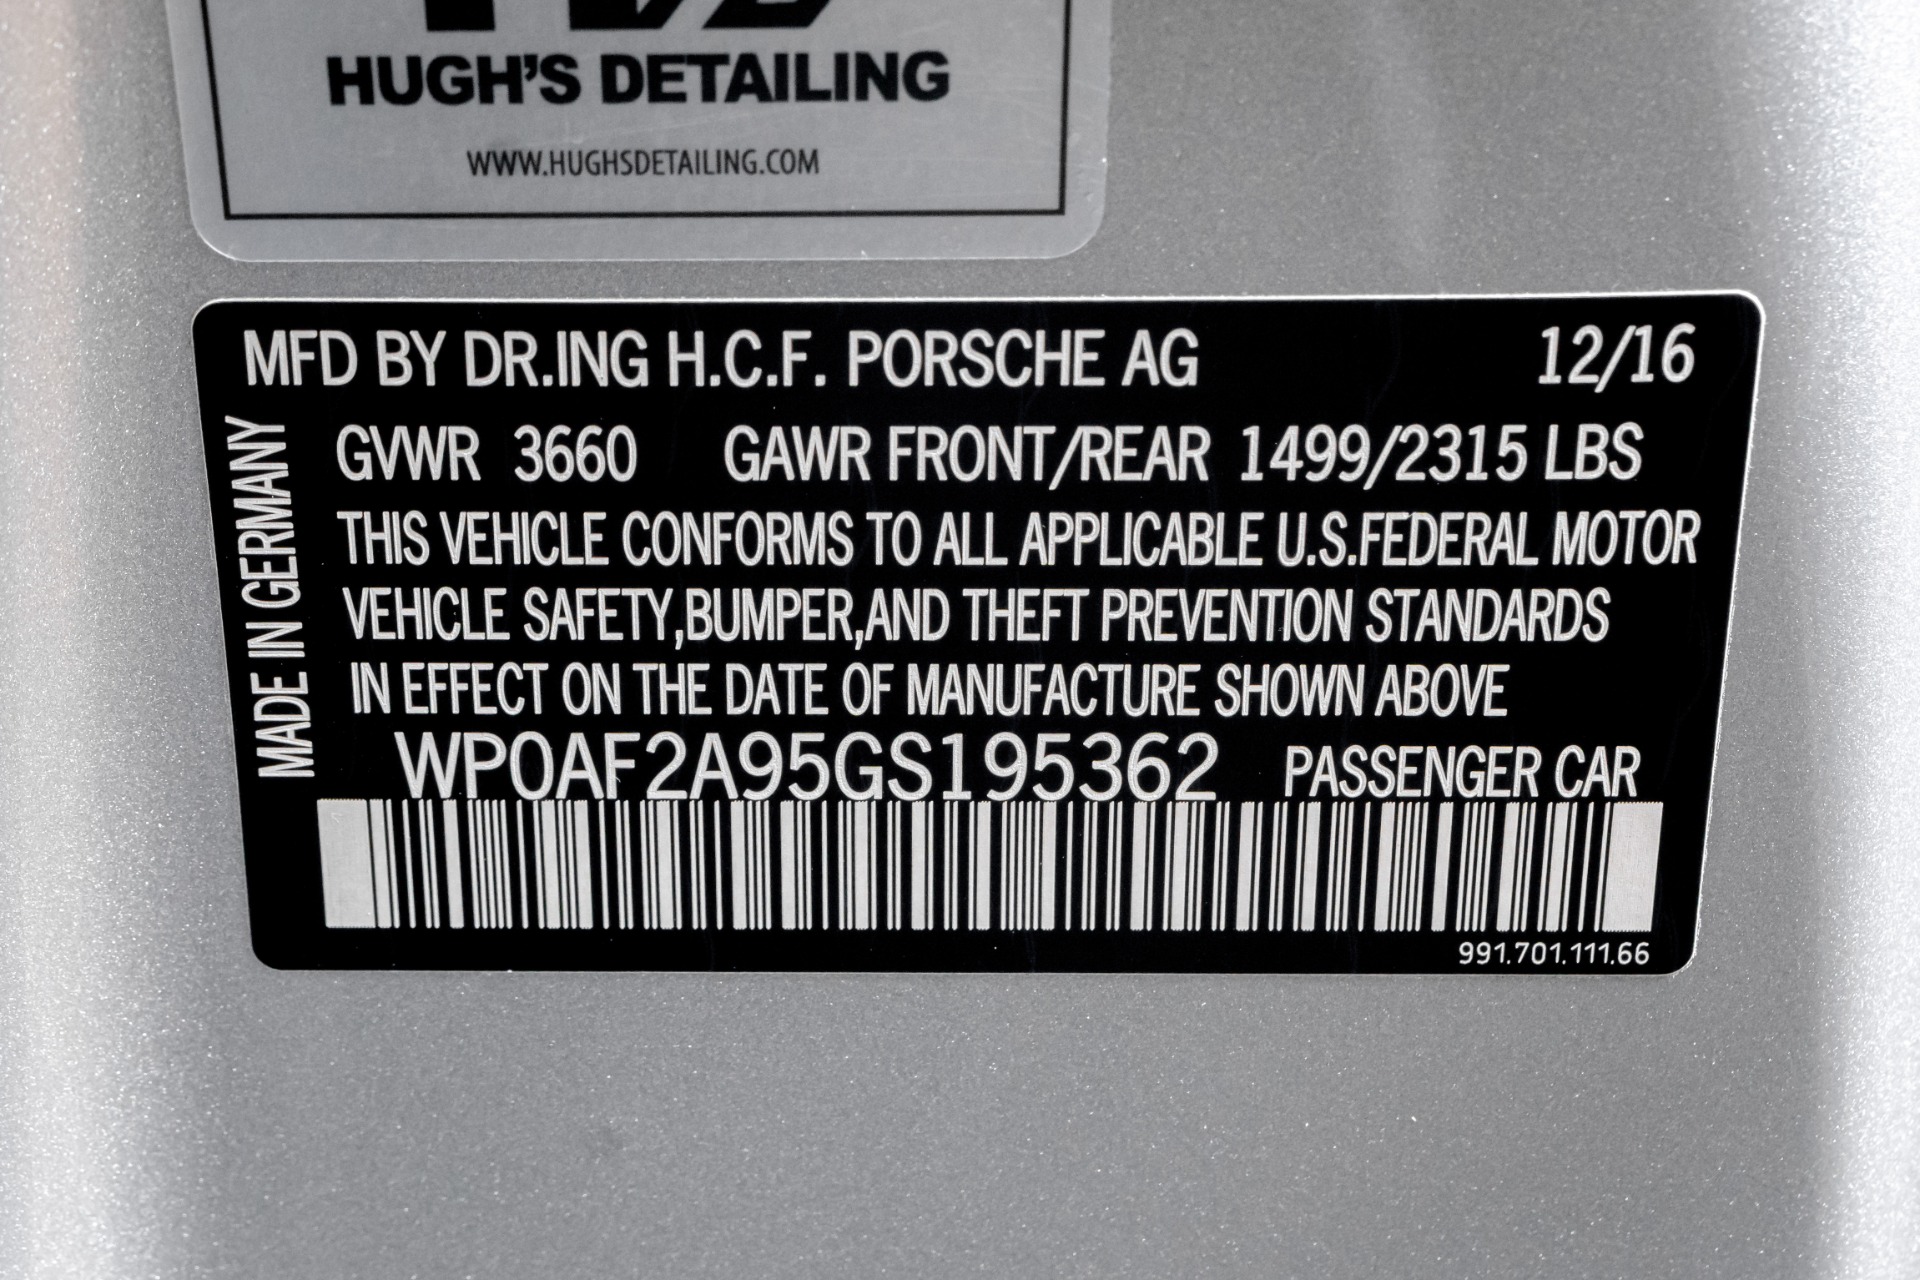 HUGH'S DETAILING
WWW.HUGHSDETAILING.COM
MFD BY DR.ING H.C.F. PORSCHE AG 12/16
MADE IN GERMANY
GVWR 3660 GAWR FRONT/REAR 1499/2315 LBS
THIS VEHICLE CONFORMS TO ALL APPLICABLE U.S.FEDERAL MOTOR
VEHICLE SAFETY,BUMPER,AND THEFT PREVENTION STANDARDS
IN EFFECT ON THE DATE OF MANUFACTURE SHOWN ABOVE
WP0AF2A95GS195362 PASSENGER CAR
991.701.111.66